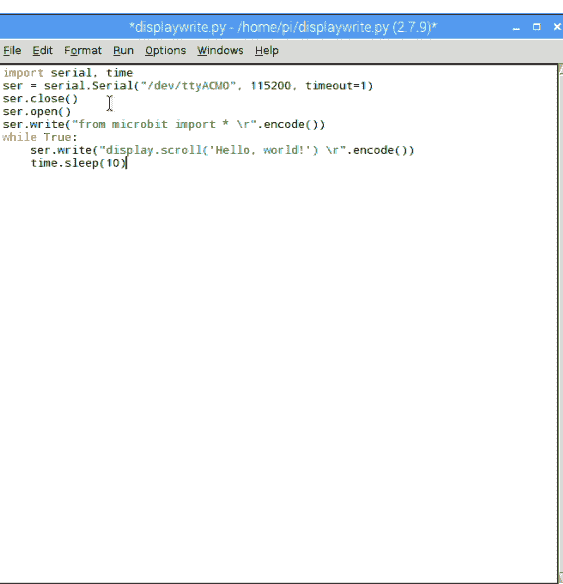 *displaywrite.py - /home/pi/displaywrite.py (2.7.9)*
File Edit Format Run Options Windows Help
import serial, time
ser = serial.Serial("/dev/ttyACM0", 115200, timeout=1)
ser.close()
ser.open()
ser.write("from microbit import * \r".encode())
while True:
    ser.write("display.scroll('Hello, world!') \r".encode())
    time.sleep(10)